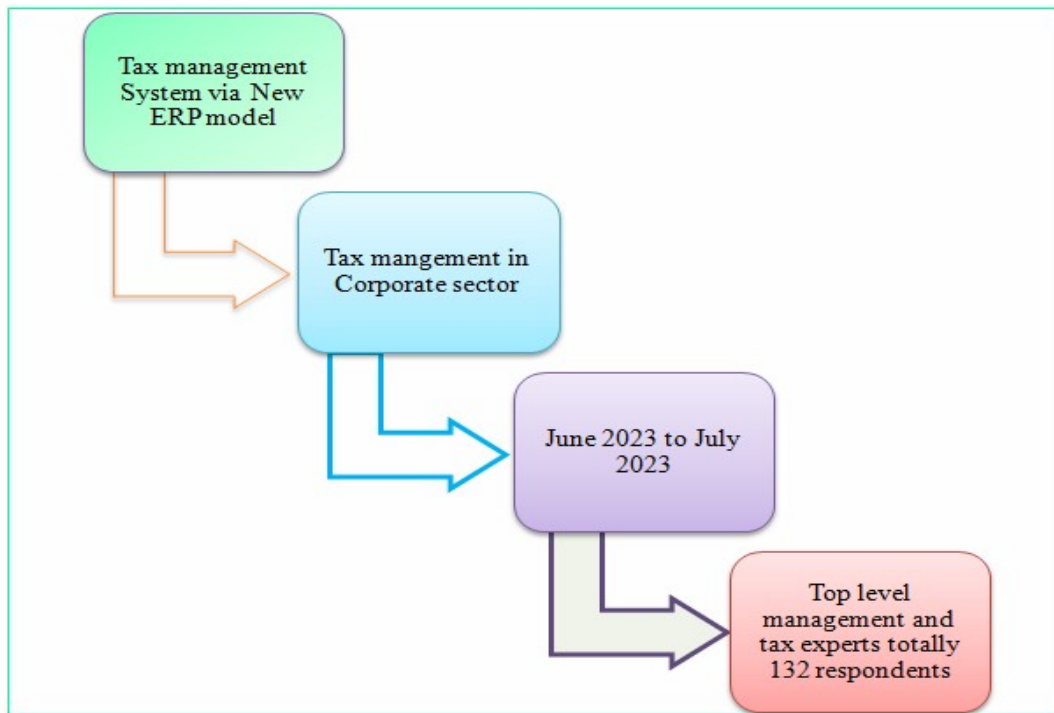 Tax management
System via New
ERP model
Tax mangement in
Corporate sector
June 2023 to July
2023
Top level
management and
tax experts totally
132 respondents